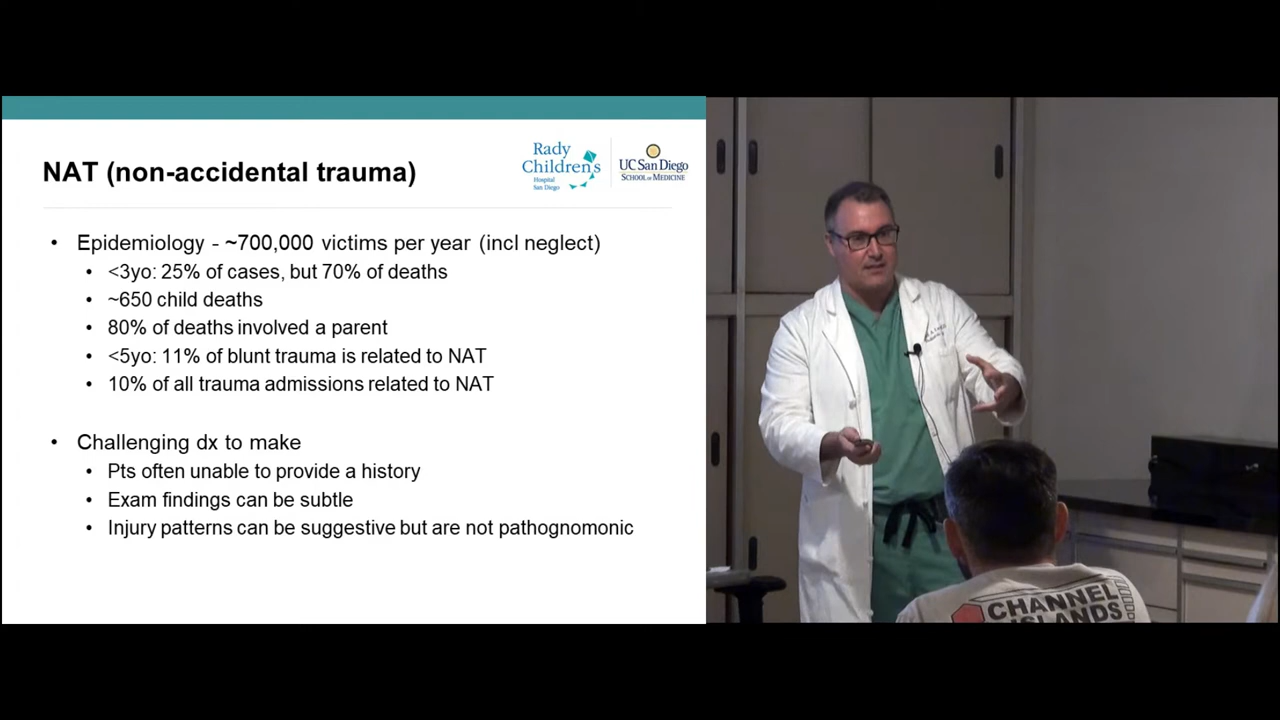 NAT (non-accidental trauma)
Rady
Children's
Hospital
San Diego
UC San Diego
SCHOOL OF MEDICINE
• Epidemiology - ~700,000 victims per year (incl neglect)
• <3yo: 25% of cases, but 70% of deaths
• ~650 child deaths
• 80% of deaths involved a parent
• <5yo: 11% of blunt trauma is related to NAT
• 10% of all trauma admissions related to NAT
• Challenging dx to make
• Pts often unable to provide a history
• Exam findings can be subtle
• Injury patterns can be suggestive but are not pathognomonic
CHANNEL
ISLANDS